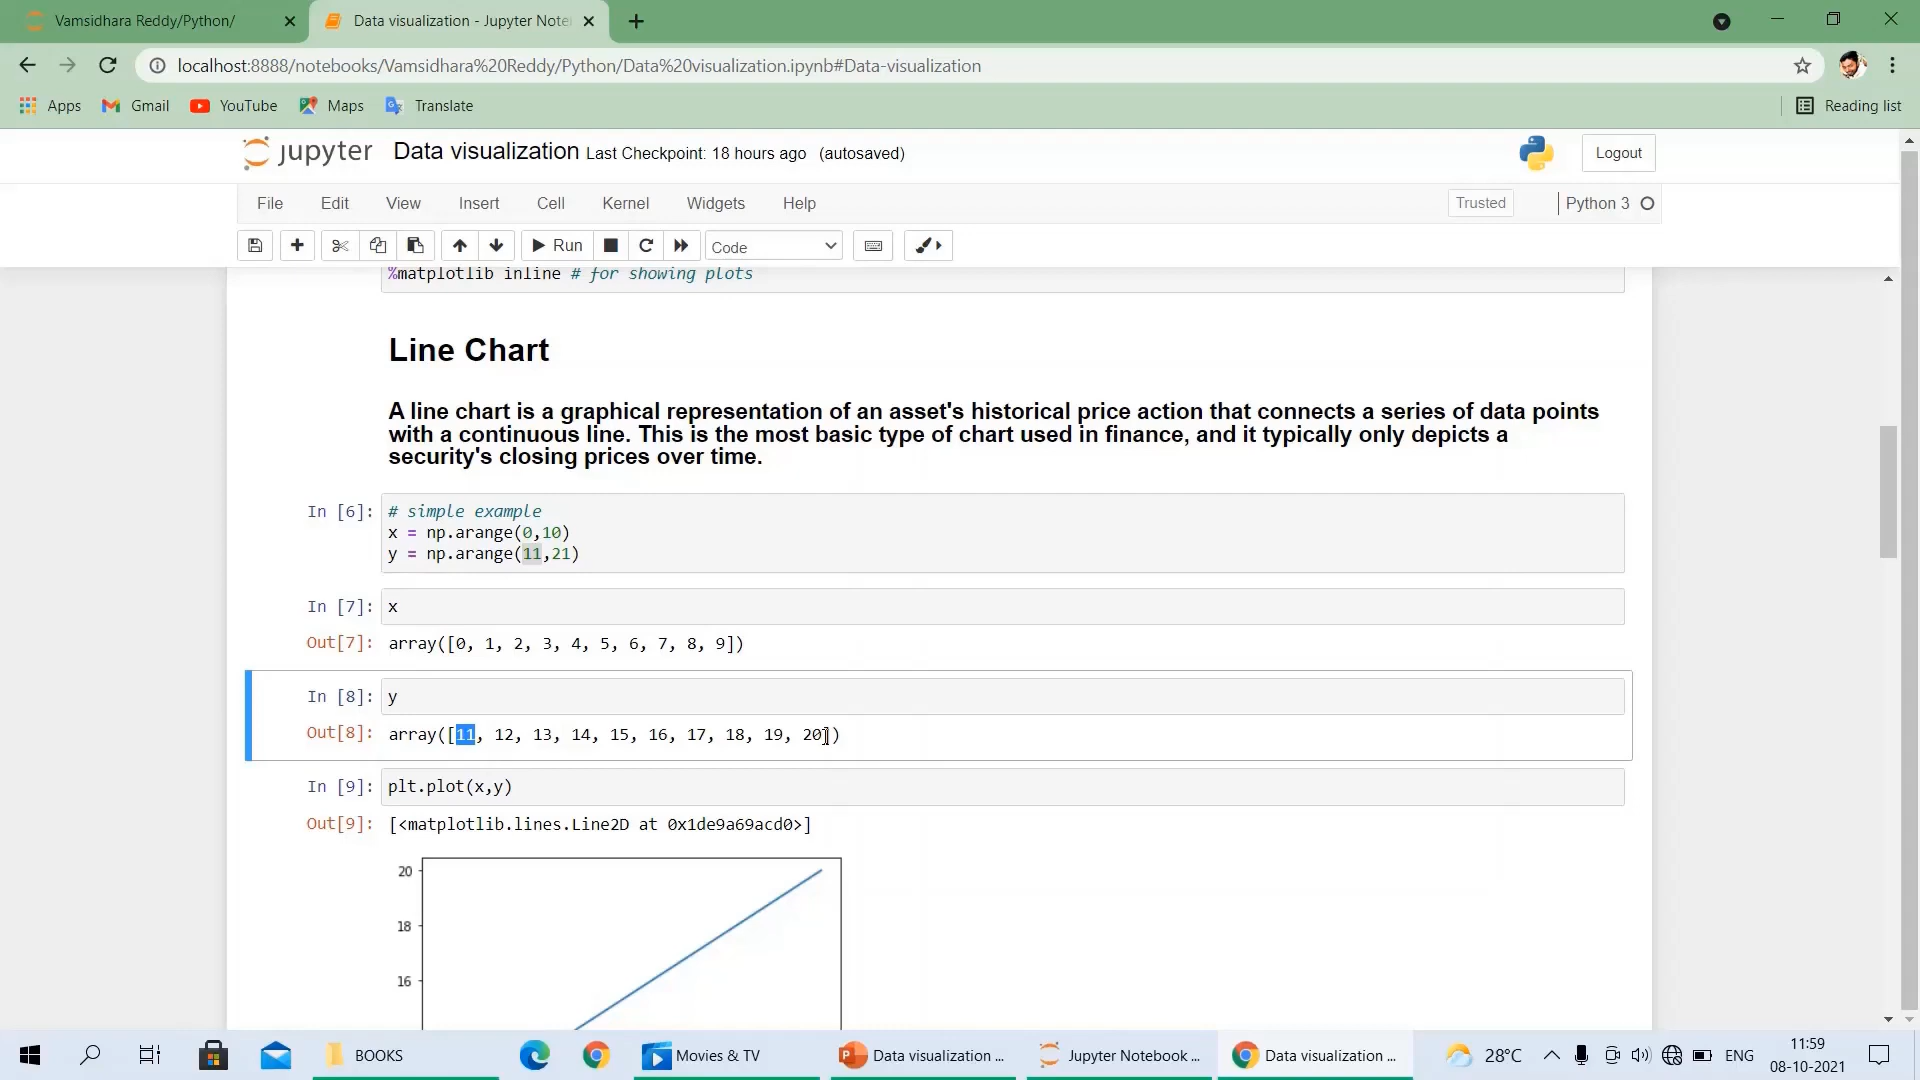 Vamsidhara Reddy/Python/
Data visualization - Jupyter Note
localhost:8888/notebooks/Vamsidhara%20Reddy/Python/Data%20visualization.ipynb#Data-visualization
Apps Gmail YouTube Maps Translate Reading list
jupyter Data visualization Last Checkpoint: 18 hours ago (autosaved) Logout
File Edit View Insert Cell Kernel Widgets Help Trusted Python 3
Run Code
%matplotlib inline # for showing plots
Line Chart
A line chart is a graphical representation of an asset's historical price action that connects a series of data points
with a continuous line. This is the most basic type of chart used in finance, and it typically only depicts a
security's closing prices over time.
In [6]: # simple example
x = np.arange(0,10)
y = np.arange(11,21)
In [7]: x
Out[7]: array([0, 1, 2, 3, 4, 5, 6, 7, 8, 9])
In [8]: y
Out[8]: array([11, 12, 13, 14, 15, 16, 17, 18, 19, 20])
In [9]: plt.plot(x,y)
Out[9]: [<matplotlib.lines.Line2D at 0x1de9a69acd0>]
20
18
16
BOOKS Movies & TV Data visualization ... Jupyter Notebook ... Data visualization ... 28°C ENG 11:59
08-10-2021